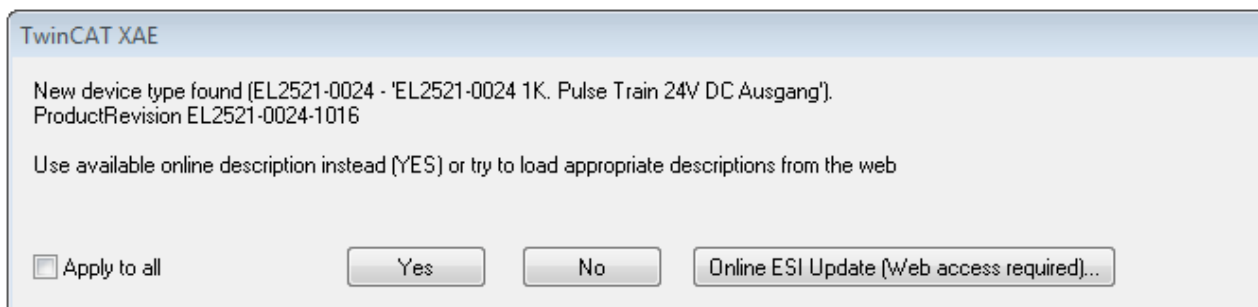 TwinCAT XAE
New device type found (EL2521-0024 - 'EL2521-0024 1K. Pulse Train 24V DC Ausgang').
ProductRevision EL2521-0024-1016
Use available online description instead (YES) or try to load appropriate descriptions from the web
Apply to all
Yes
No
Online ESI Update (Web access required)...